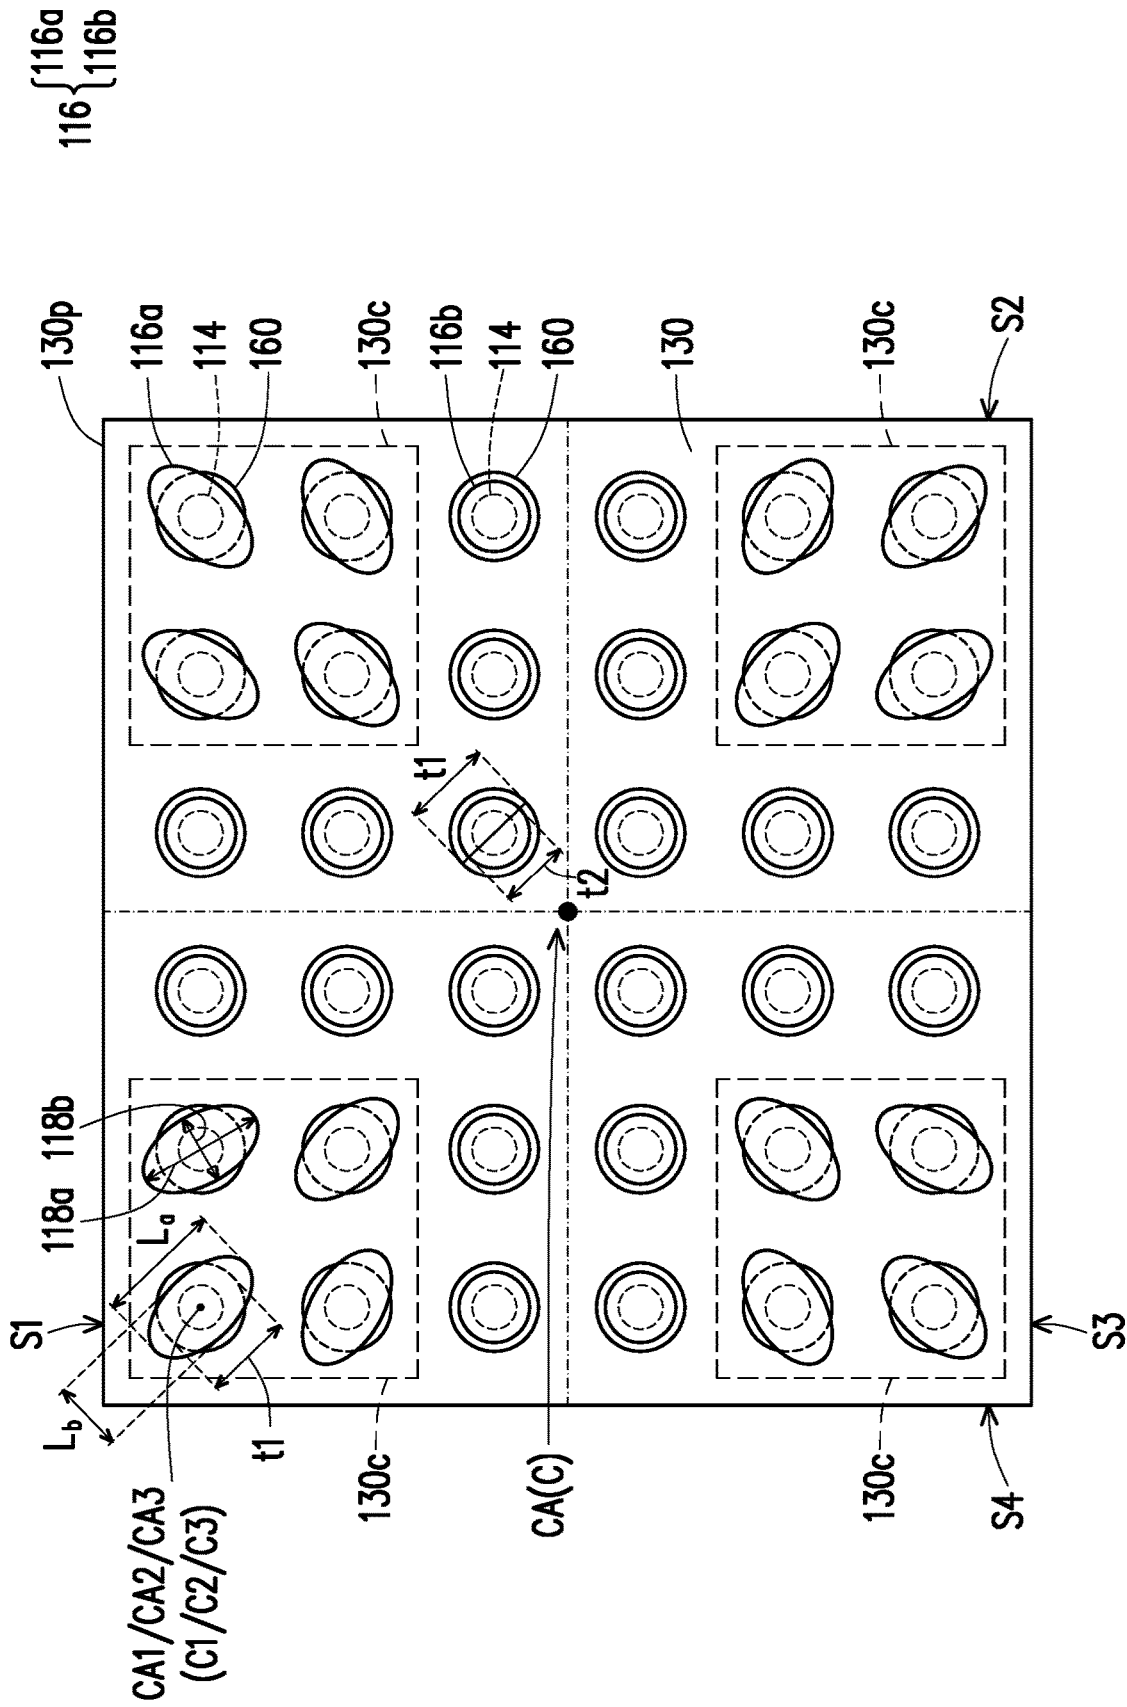 116 { 116a
116b
130p
116a
114
160
130c
116b
114
160
130
130c
S2
t1
t2
118a
118b
La
Lb
t1
S1
CA1/CA2/CA3
(C1/C2/C3)
130c
CA(C)
130c
S4
S3